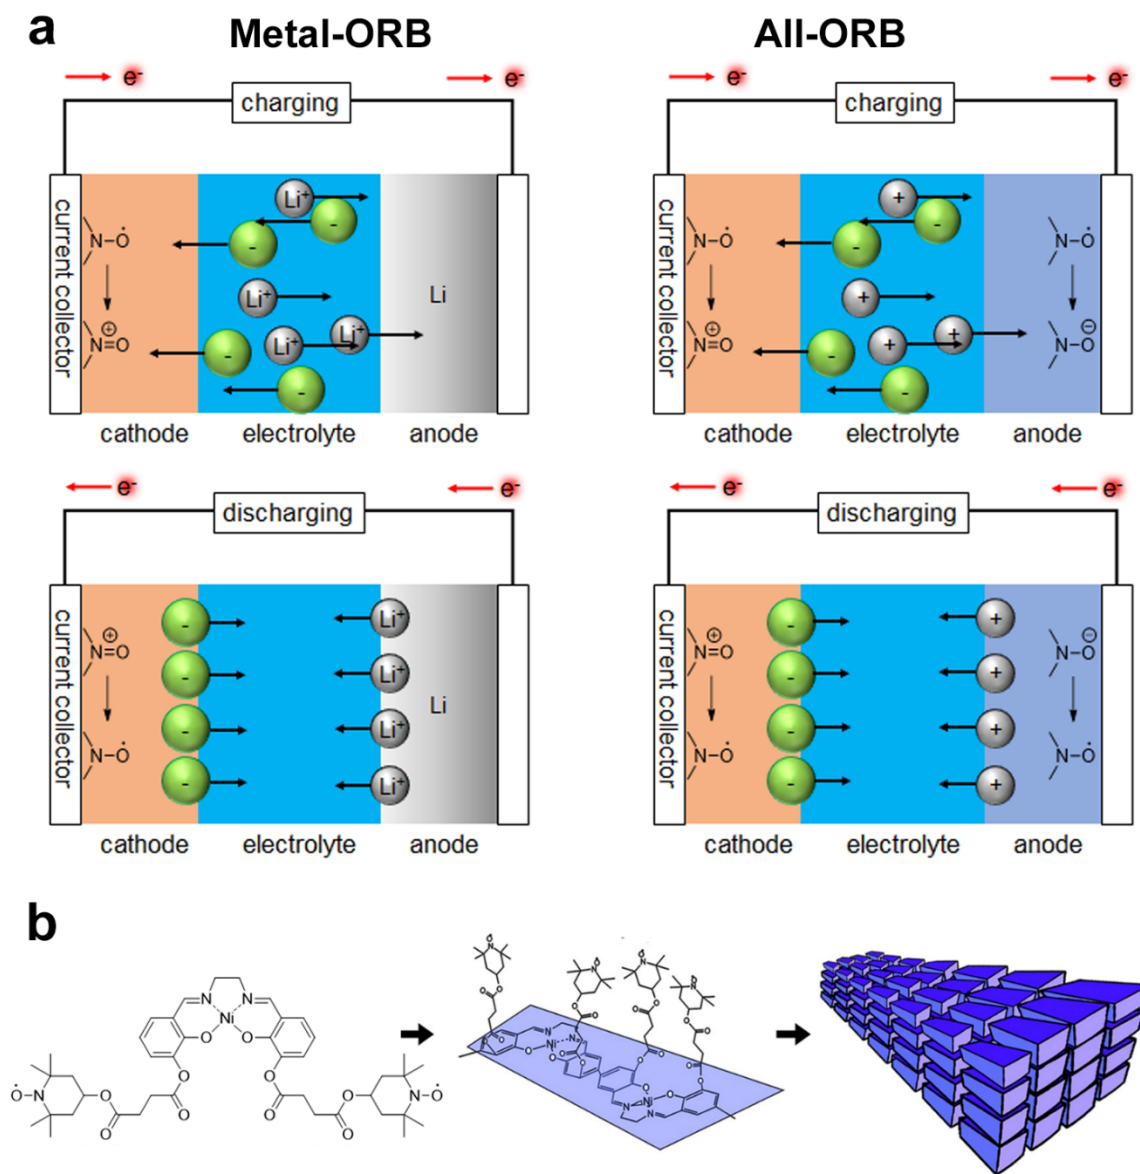 a
Metal-ORB
All-ORB
e-
e-
charging
current collector
N-O·
N=O
⊕
Li+
-
-
Li+
Li+
Li+
-
-
Li
cathode
electrolyte
anode
e-
e-
charging
current collector
N-O·
N=O
⊕
+
-
-
+
+
+
-
-
N-O·
N-O
⊖
cathode
electrolyte
anode
e-
e-
discharging
current collector
⊕
N=O
N-O·
-
-
-
-
Li+
Li+
Li+
Li+
Li
cathode
electrolyte
anode
e-
e-
discharging
current collector
⊕
N=O
N-O·
-
-
-
-
+
+
+
+
⊖
N-O
N-O·
cathode
electrolyte
anode
b
N
N
Ni
O
O
O
O
O
O
·O-N
O
O
O
O
N-O·